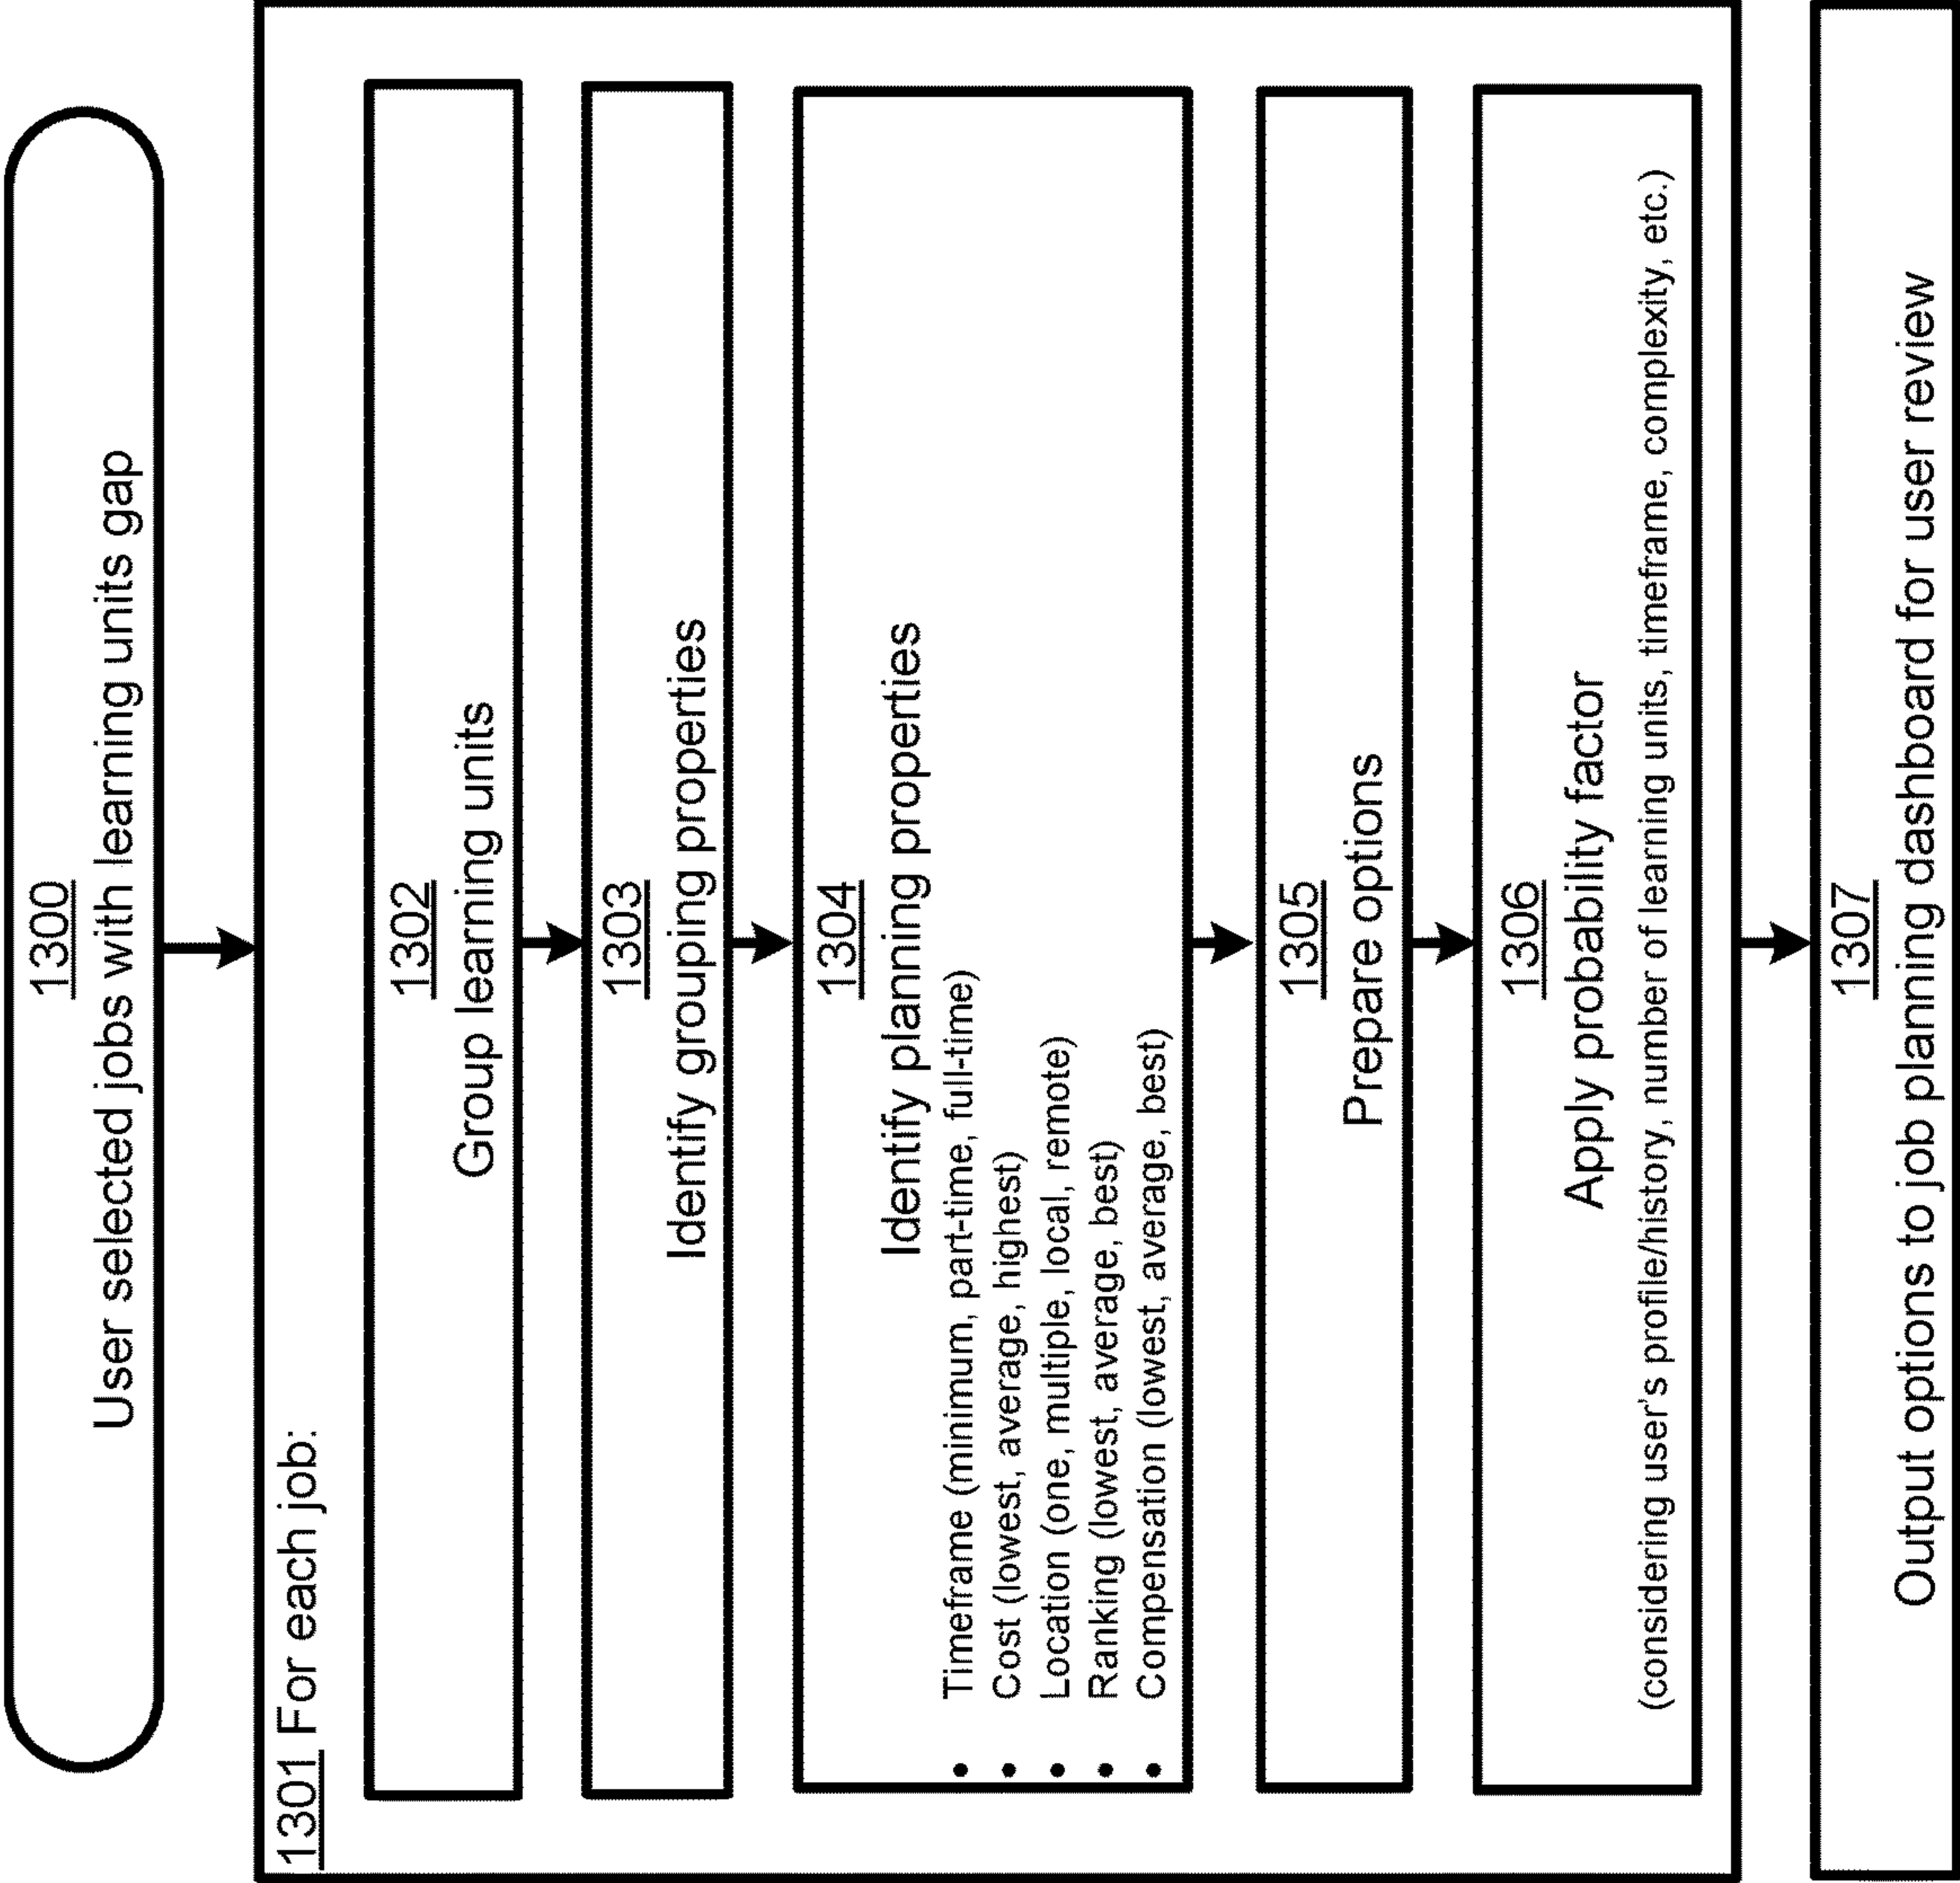 1300
User selected jobs with learning units gap
1301 For each job:
1302
Group learning units
1303
Identify grouping properties
1304
Identify planning properties
• Timeframe (minimum, part-time, full-time)
• Cost (lowest, average, highest)
• Location (one, multiple, local, remote)
• Ranking (lowest, average, best)
• Compensation (lowest, average, best)
1305
Prepare options
1306
Apply probability factor
(considering user's profile/history, number of learning units, timeframe, complexity, etc.)
1307
Output options to job planning dashboard for user review